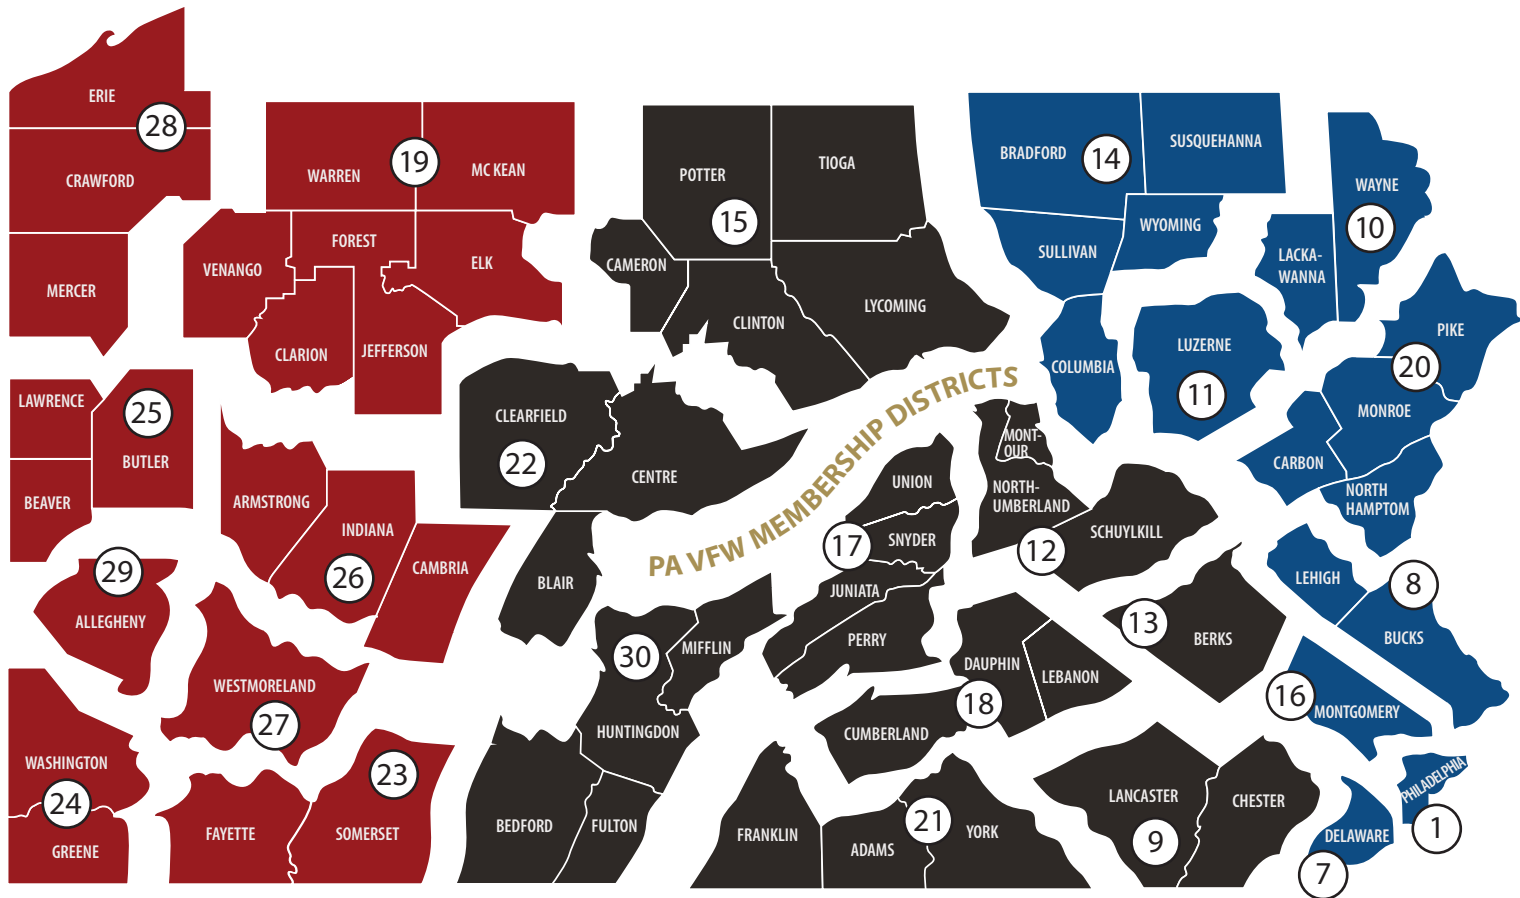 ERIE
28
CRAWFORD
MERCER
WARREN
19
MC KEAN
FOREST
VENANGO
ELK
CLARION
JEFFERSON
POTTER
TIOGA
15
CAMERON
CLINTON
LYCOMING
BRADFORD
14
SUSQUEHANNA
SULLIVAN
WYOMING
COLUMBIA
WAYNE
10
LACKA-
WANNA
LUZERNE
11
PIKE
20
MONROE
CARBON
NORTH
HAMPTOM
LAWRENCE
25
BUTLER
BEAVER
ARMSTRONG
INDIANA
26
CAMBRIA
CLEARFIELD
22
CENTRE
BLAIR
PA VFW MEMBERSHIP DISTRICTS
MONT-
OUR
NORTH-
UMBERLAND
12
SCHUYLKILL
UNION
17
SNYDER
JUNIATA
PERRY
29
ALLEGHENY
WESTMORELAND
27
30
MIFFLIN
HUNTINGDON
BEDFORD
FULTON
DAUPHIN
LEBANON
18
CUMBERLAND
13
BERKS
LEHIGH
8
BUCKS
16
MONTGOMERY
WASHINGTON
24
GREENE
23
FAYETTE
SOMERSET
FRANKLIN
ADAMS
21
YORK
LANCASTER
9
CHESTER
PHILADELPHIA
1
DELAWARE
7